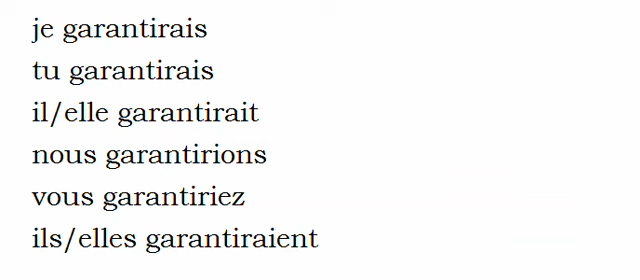 je garantirais
tu garantirais
il/elle garantirait
nous garantirions
vous garantiriez
ils/elles garantiraient